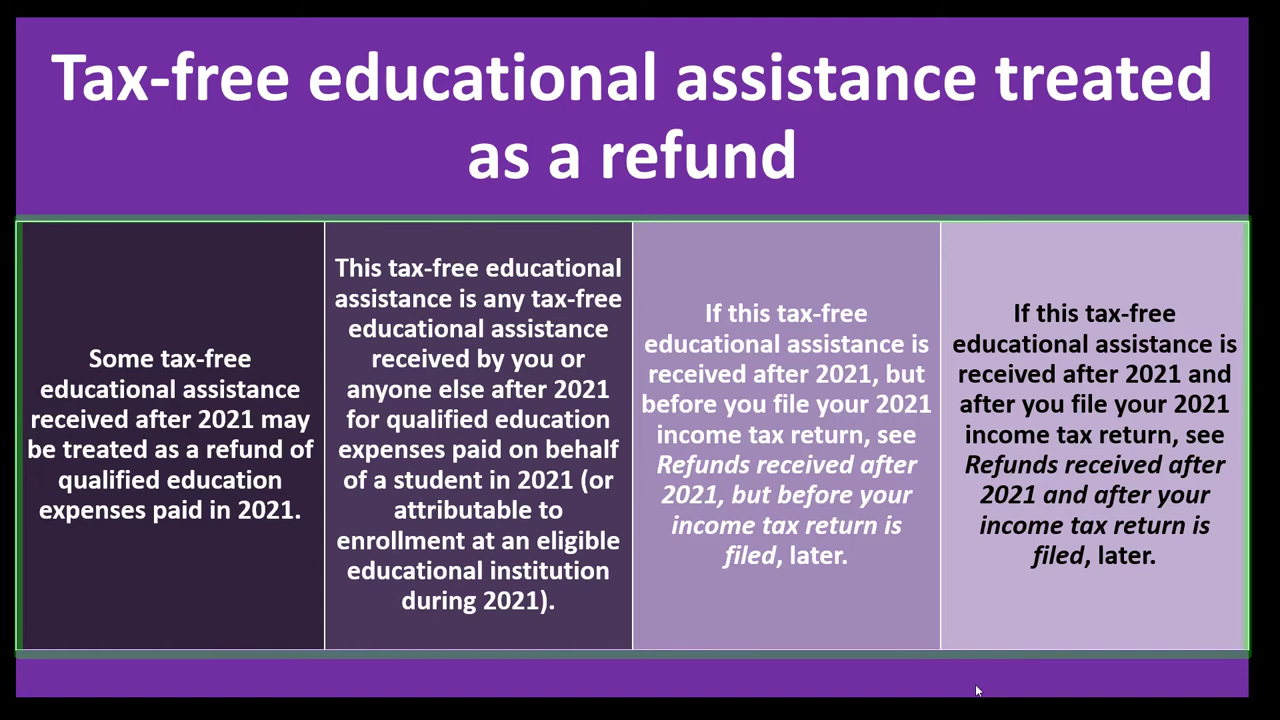 Tax-free educational assistance treated
as a refund
Some tax-free
educational assistance
received after 2021 may
be treated as a refund of
qualified education
expenses paid in 2021.
This tax-free educational
assistance is any tax-free
educational assistance
received by you or
anyone else after 2021
for qualified education
expenses paid on behalf
of a student in 2021 (or
attributable to
enrollment at an eligible
educational institution
during 2021).
If this tax-free
educational assistance is
received after 2021, but
before you file your 2021
income tax return, see
Refunds received after
2021, but before your
income tax return is
filed, later.
If this tax-free
educational assistance is
received after 2021 and
after you file your 2021
income tax return, see
Refunds received after
2021 and after your
income tax return is
filed, later.